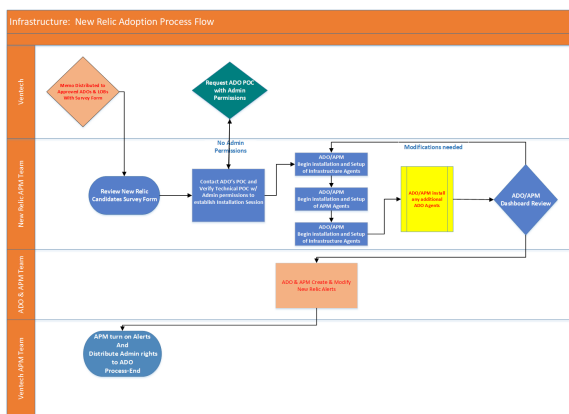 Infrastructure: New Relic Adoption Process Flow
Ventech
Memo Distributed to
Approved ADOs & LOBs
With Survey Form
Request ADO POC
with Admin
Permissions
No Admin
Permissions
Modifications needed
New Relic APM Team
Review New Relic
Candidates Survey Form
Contact ADO's POC and
Verify Technical POC w/
Admin permissions to
establish Installation Session
ADO/APM
Begin Installation and Setup
of Infrastructure Agents
ADO/APM
Begin Installation and Setup
of APM Agents
ADO/APM
Begin Installation and Setup
of Infrastructure Agents
ADO/APM Install
any additional
ADO Agents
ADO/APM
Dashboard Review
ADO & APM Team
ADO & APM Create & Modify
New Relic Alerts
Ventech APM Team
APM turn on Alerts
And
Distribute Admin rights
to ADO
Process-End